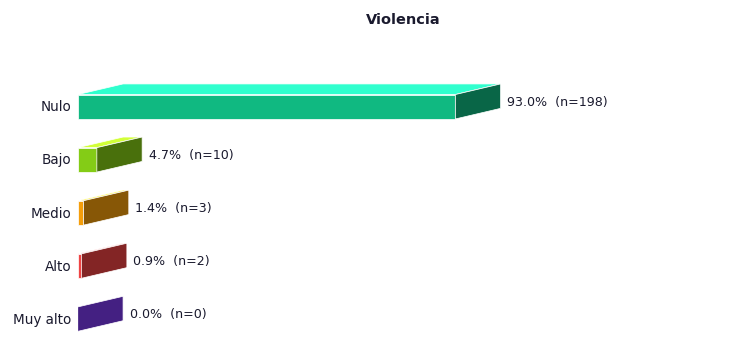 Violencia
Nulo 93.0% (n=198)
Bajo 4.7% (n=10)
Medio 1.4% (n=3)
Alto 0.9% (n=2)
Muy alto 0.0% (n=0)